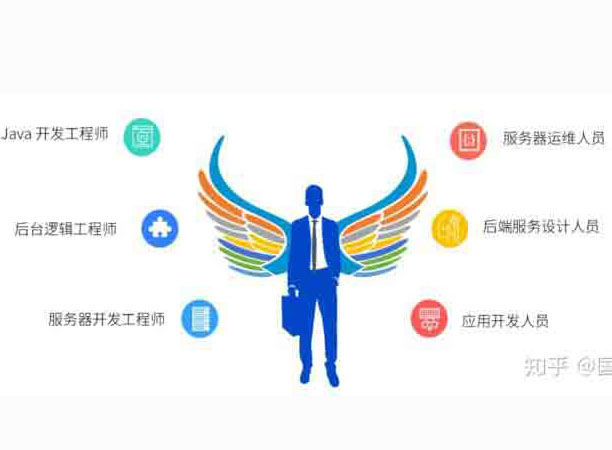 Java 开发工程师
服务器运维人员
后台逻辑工程师
后端服务设计人员
服务器开发工程师
应用开发人员
知乎 @国